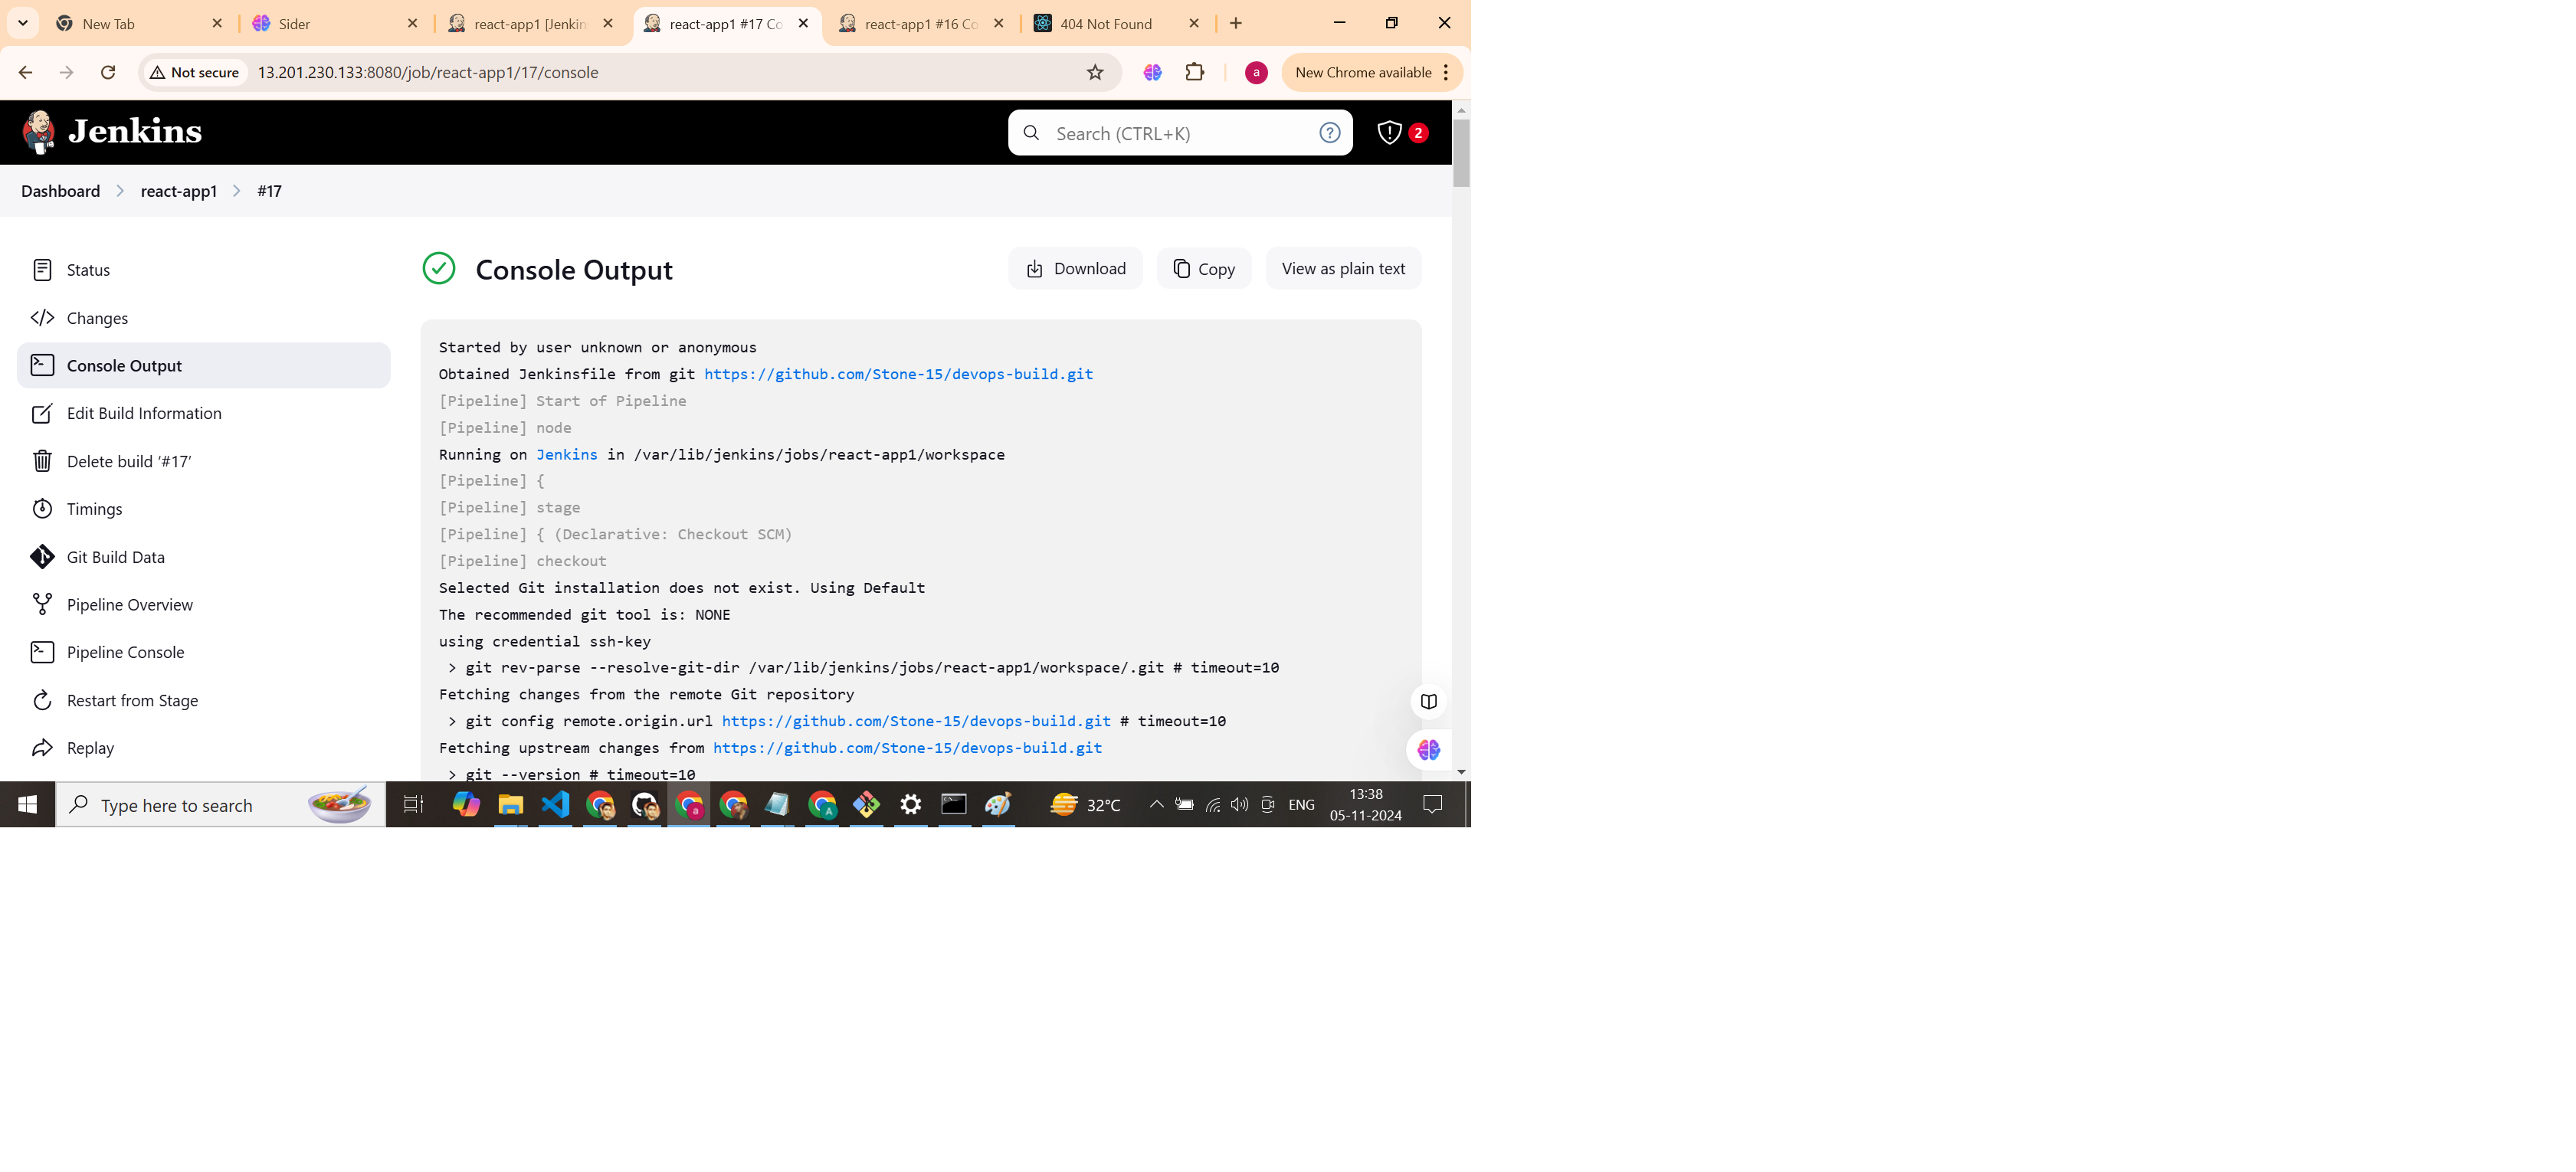 New Tab
Sider
react-app1 [Jenkin
react-app1 #17 Co
react-app1 #16 Co
404 Not Found
Not secure
13.201.230.133:8080/job/react-app1/17/console
a
New Chrome available
Jenkins
Search (CTRL+K)
2
Dashboard
react-app1
#17
Status
Changes
Console Output
Edit Build Information
Delete build ‘#17’
Timings
Git Build Data
Pipeline Overview
Pipeline Console
Restart from Stage
Replay
Console Output
Download
Copy
View as plain text
Started by user unknown or anonymous
Obtained Jenkinsfile from git https://github.com/Stone-15/devops-build.git
[Pipeline] Start of Pipeline
[Pipeline] node
Running on Jenkins in /var/lib/jenkins/jobs/react-app1/workspace
[Pipeline] {
[Pipeline] stage
[Pipeline] { (Declarative: Checkout SCM)
[Pipeline] checkout
Selected Git installation does not exist. Using Default
The recommended git tool is: NONE
using credential ssh-key
> git rev-parse --resolve-git-dir /var/lib/jenkins/jobs/react-app1/workspace/.git # timeout=10
Fetching changes from the remote Git repository
> git config remote.origin.url https://github.com/Stone-15/devops-build.git # timeout=10
Fetching upstream changes from https://github.com/Stone-15/devops-build.git
> git --version # timeout=10
Type here to search
32°C
ENG
13:38
05-11-2024